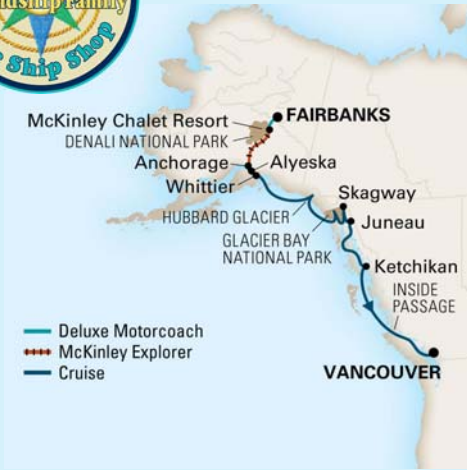 Ship Shop
McKinley Chalet Resort
FAIRBANKS
DENALI NATIONAL PARK
Anchorage
Alyeska
Whittier
Skagway
HUBBARD GLACIER
Juneau
GLACIER BAY
NATIONAL PARK
Ketchikan
INSIDE
PASSAGE
Deluxe Motorcoach
McKinley Explorer
Cruise
VANCOUVER